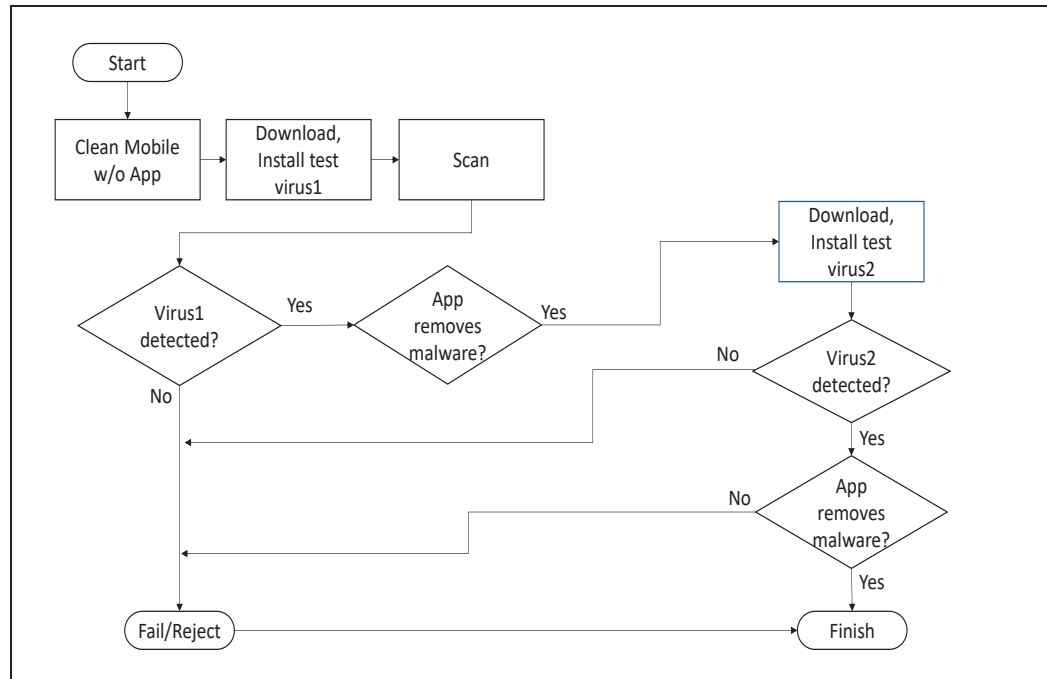 Start
Clean Mobile
w/o App
Download,
Install test
virus1
Scan
Download,
Install test
virus2
Virus1
detected?
Yes
No
App
removes
malware?
Yes
Virus2
detected?
No
Yes
App
removes
malware?
No
Yes
Fail/Reject
Finish